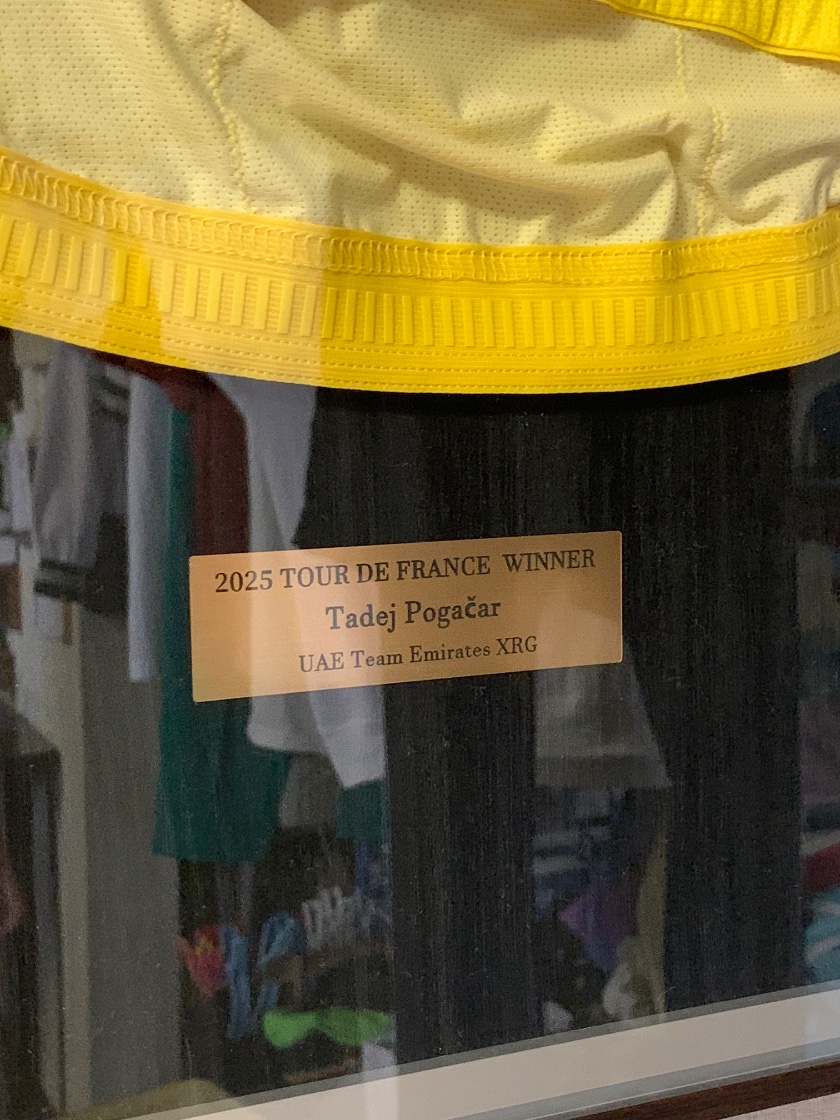 2025 TOUR DE FRANCE WINNER
Tadej Pogačar
UAE Team Emirates XRG